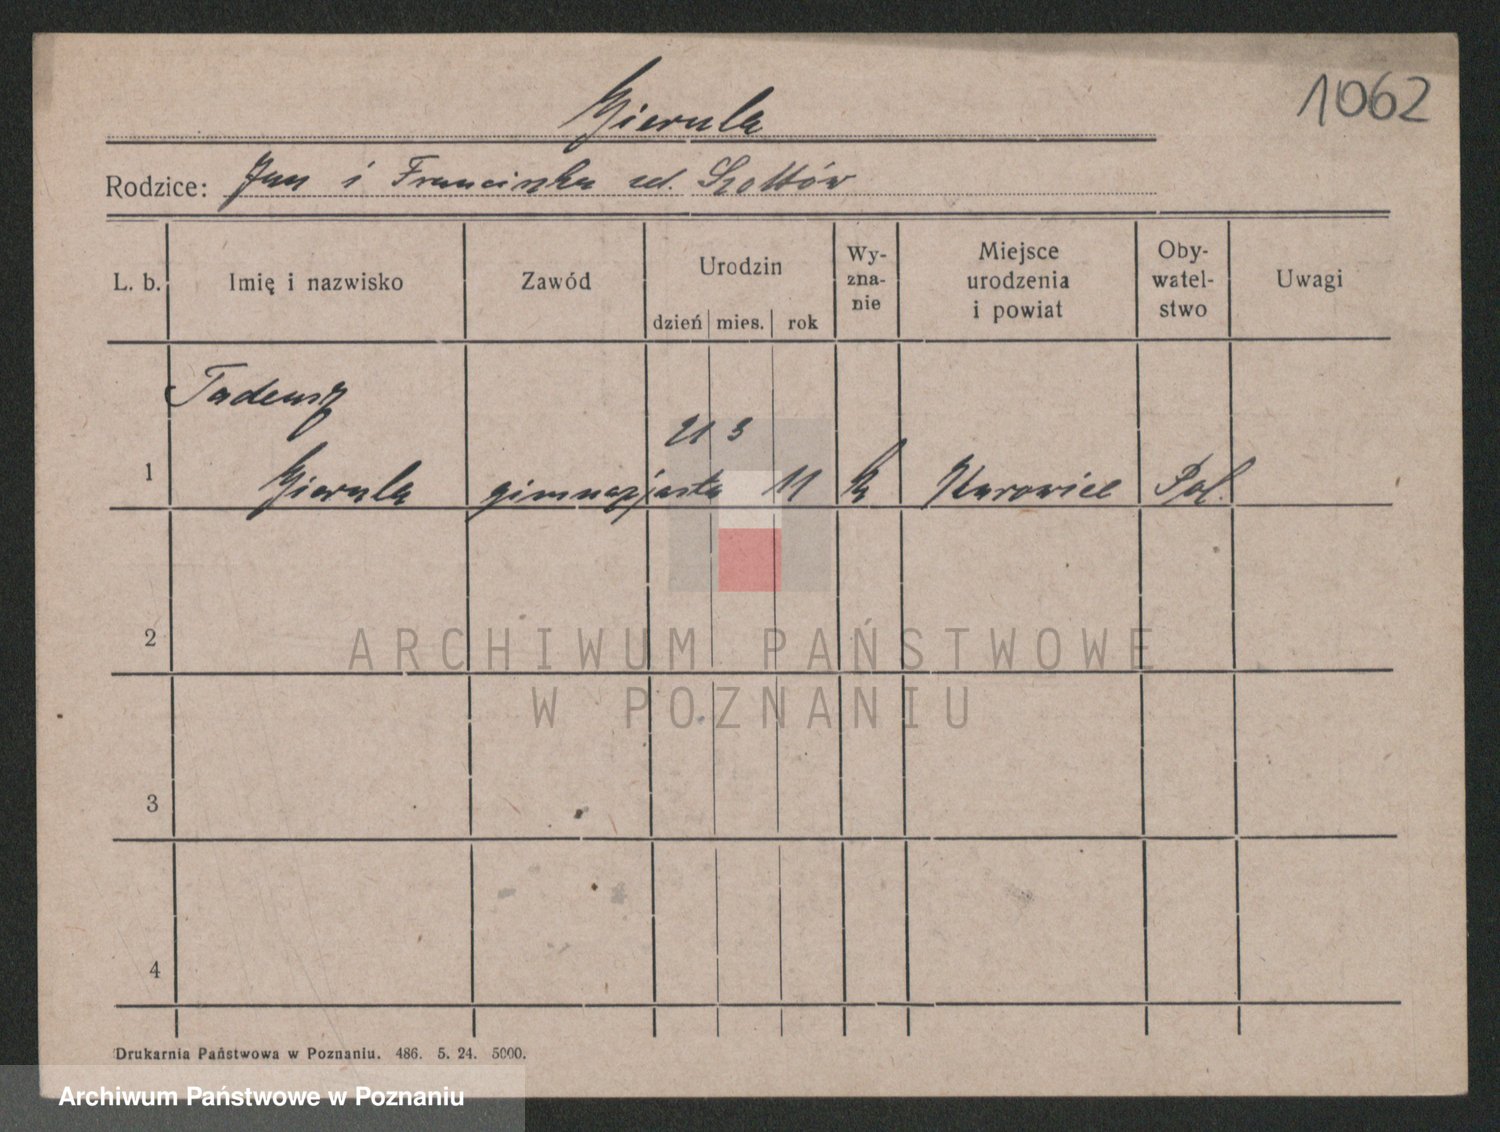 1062
Gierula
Rodzice: Jan i Franciszka zd. Szottów
L. b. Imię i nazwisko Zawód Urodzin dzień mies. rok Wy-zna-nie Miejsce urodzenia i powiat Oby-watel-stwo Uwagi
Tadeusz
21 3
1 Gierula gimnazjasta 11 k Kurowice Pol.
2
3
4
ARCHIWUM PAŃSTWOWE
W POZNANIU
Drukarnia Państwowa w Poznaniu. 486. 5. 24. 5000.
Archiwum Państwowe w Poznaniu